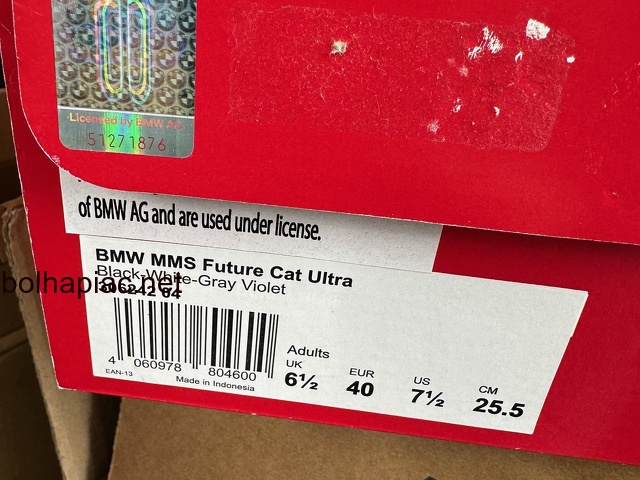 Licensed by BMW AG
51271876
of BMW AG and are used under license.
BMW MMS Future Cat Ultra
Black-White-Gray Violet
306242 04
bolhapiac.net
4 060978 804600
EAN-13
Made in Indonesia
Adults
UK EUR US CM
6½ 40 7½ 25.5